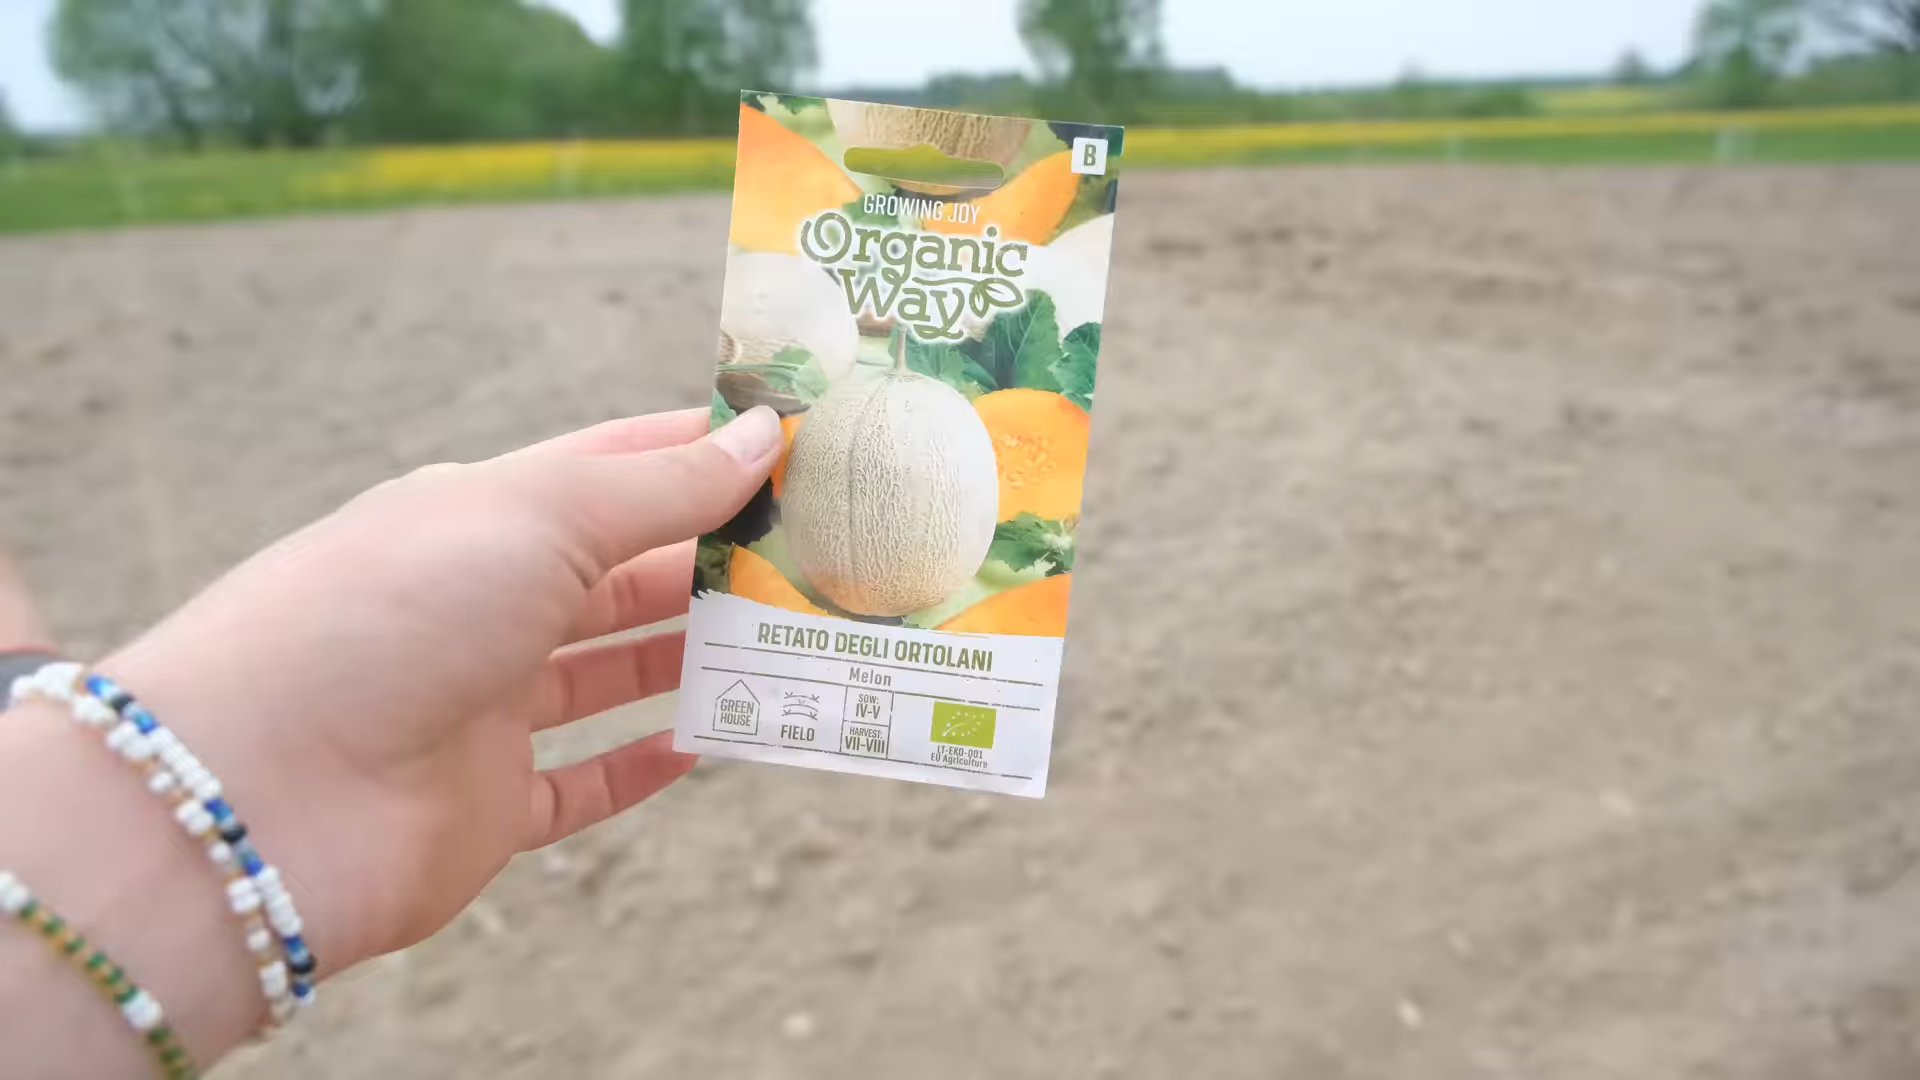 B
GROWING JOY
Organic
Way
RETATO DEGLI ORTOLANI
Melon
GREEN
HOUSE
FIELD
SOW:
IV-V
HARVEST:
VII-VIII
LT-EKO-001
EU Agriculture